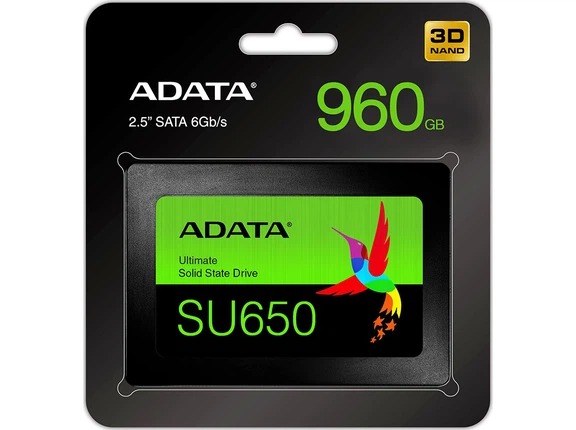 3D
NAND
ADATA®
960GB
2.5" SATA 6Gb/s
ADATA®
Ultimate
Solid State Drive
SU650